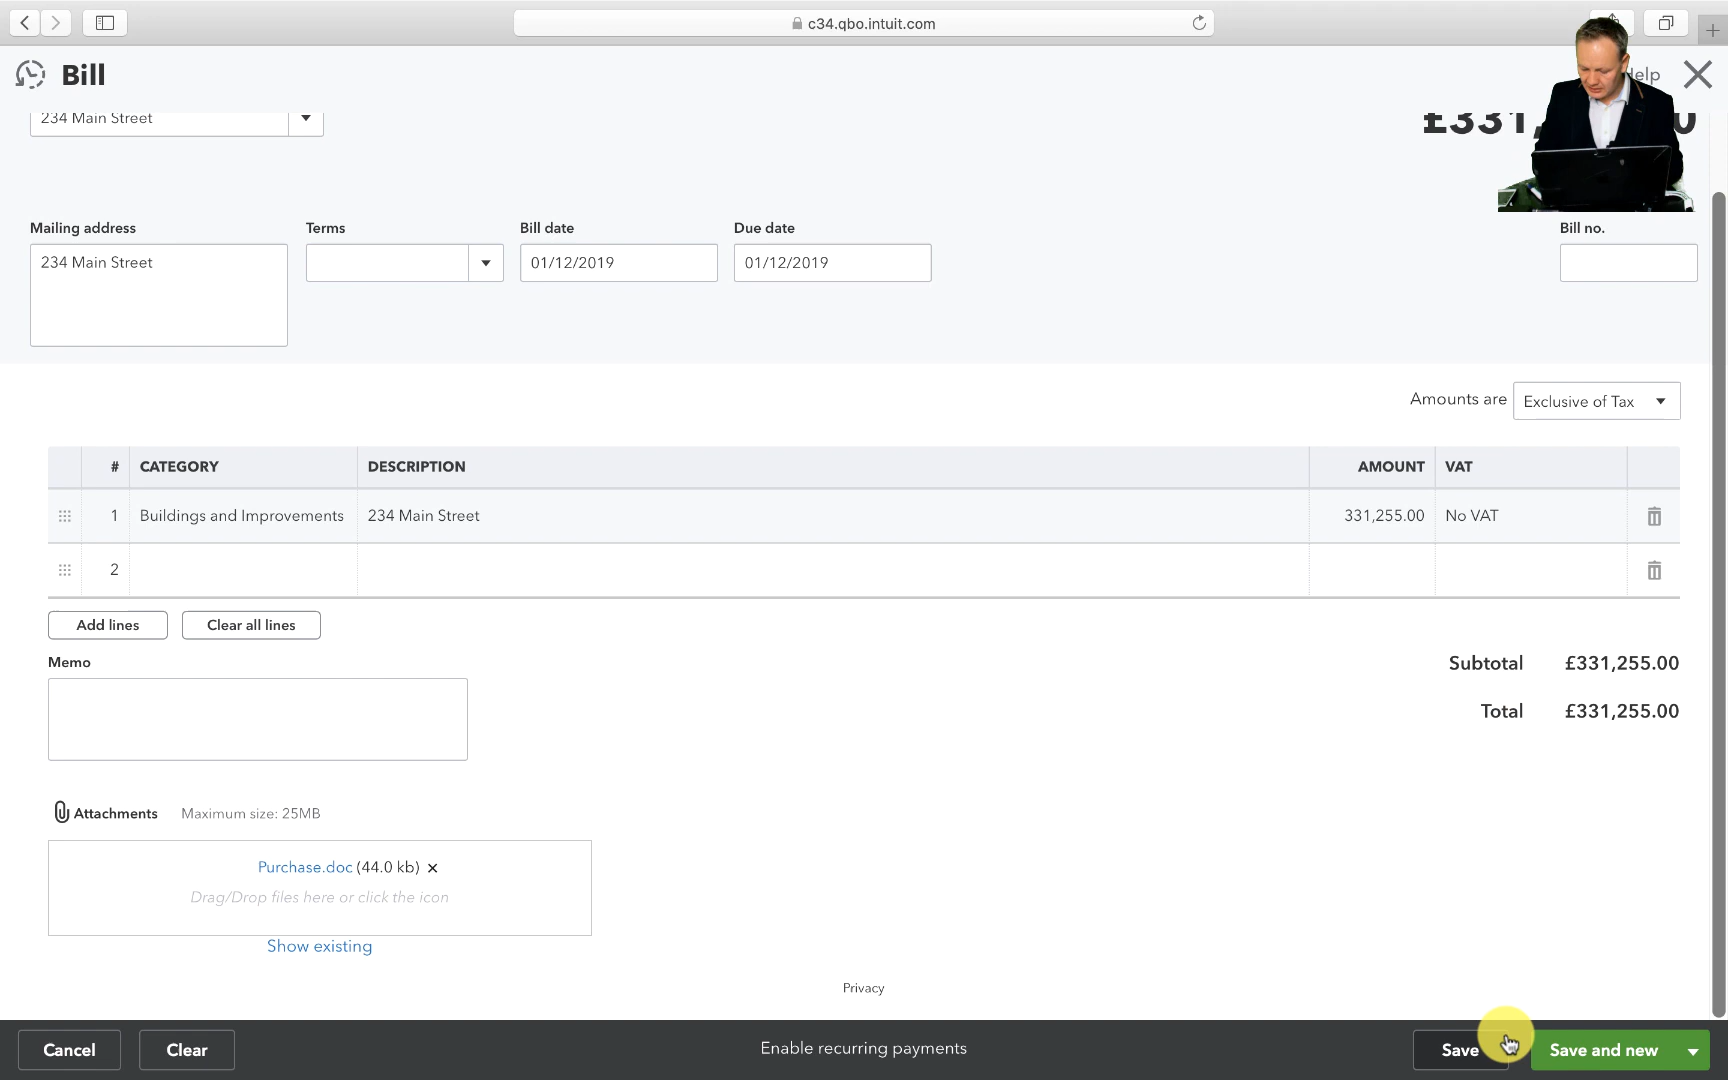 c34.qbo.intuit.com
Bill
234 Main Street
Mailing address
Terms
Bill date
Due date
Bill no.
234 Main Street
01/12/2019
01/12/2019
Amounts are
Exclusive of Tax
# CATEGORY DESCRIPTION AMOUNT VAT
1 Buildings and Improvements 234 Main Street 331,255.00 No VAT
2
Add lines
Clear all lines
Memo
Subtotal £331,255.00
Total £331,255.00
Attachments Maximum size: 25MB
Purchase.doc (44.0 kb)
Drag/Drop files here or click the icon
Show existing
Privacy
Cancel
Clear
Enable recurring payments
Save
Save and new